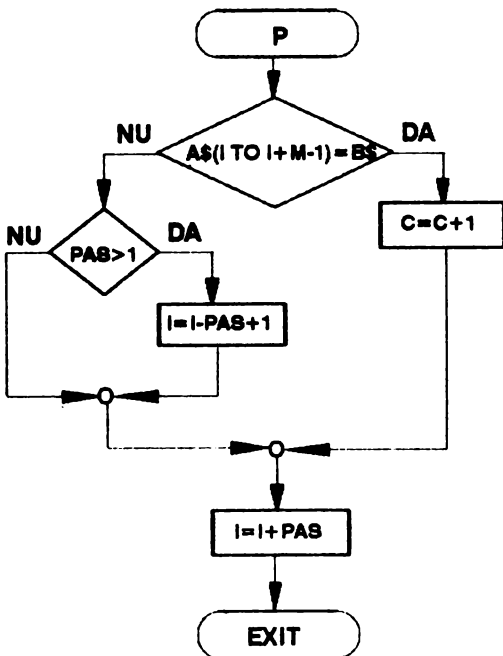 P
NU
A$(I TO I+M-1)=B$
DA
C=C+1
NU
PAS>1
DA
I=I-PAS+1
I=I+PAS
EXIT